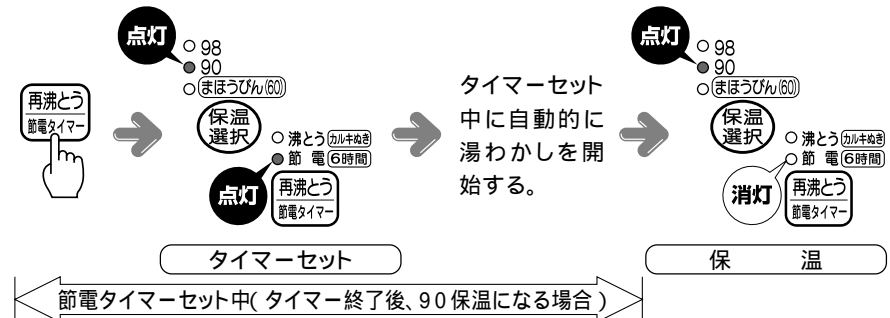 再沸とう
節電タイマー
点灯
98
90
まほうびん(60)
保温
選択
沸とう カルキぬき
節電 6時間
点灯
再沸とう
節電タイマー
タイマーセット
中に自動的に
湯わかしを開
始する。
点灯
98
90
まほうびん(60)
保温
選択
沸とう カルキぬき
節電 6時間
消灯
再沸とう
節電タイマー
タイマーセット
保温
節電タイマーセット中(タイマー終了後、90保温になる場合)